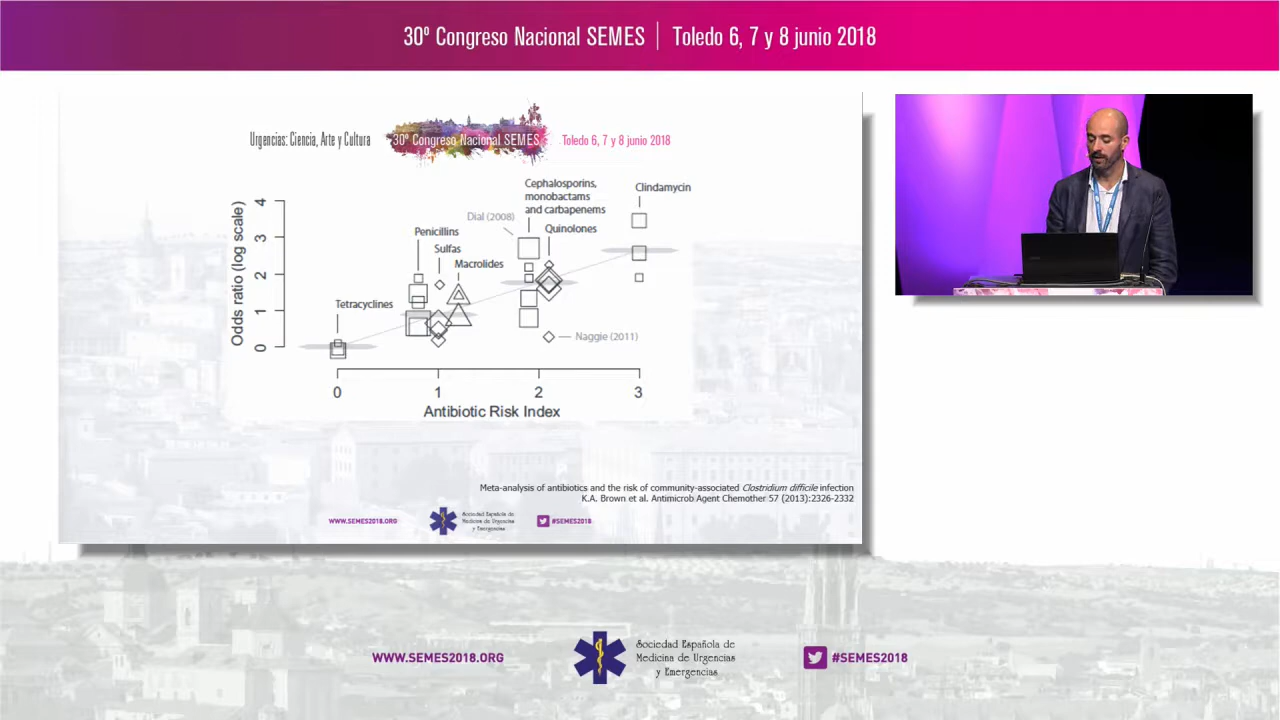 30º Congreso Nacional SEMES | Toledo 6, 7 y 8 junio 2018
Urgencias: Ciencia, Arte y Cultura
30º Congreso Nacional SEMES
Toledo 6, 7 y 8 junio 2018
Odds ratio (log scale)
4
3
2
1
0
Tetracyclines
Penicillins
Sulfas
Macrolides
Dial (2008)
Cephalosporins,
monobactams
and carbapenems
Quinolones
Clindamycin
Naggie (2011)
0 1 2 3
Antibiotic Risk Index
Meta-analysis of antibiotics and the risk of community-associated Clostridium difficile infection
K.A. Brown et al. Antimicrob Agent Chemother 57 (2013):2326-2332
WWW.SEMES2018.ORG
Sociedad Española de
Medicina de Urgencias
y Emergencias
#SEMES2018
WWW.SEMES2018.ORG
Sociedad Española de
Medicina de Urgencias
y Emergencias
#SEMES2018